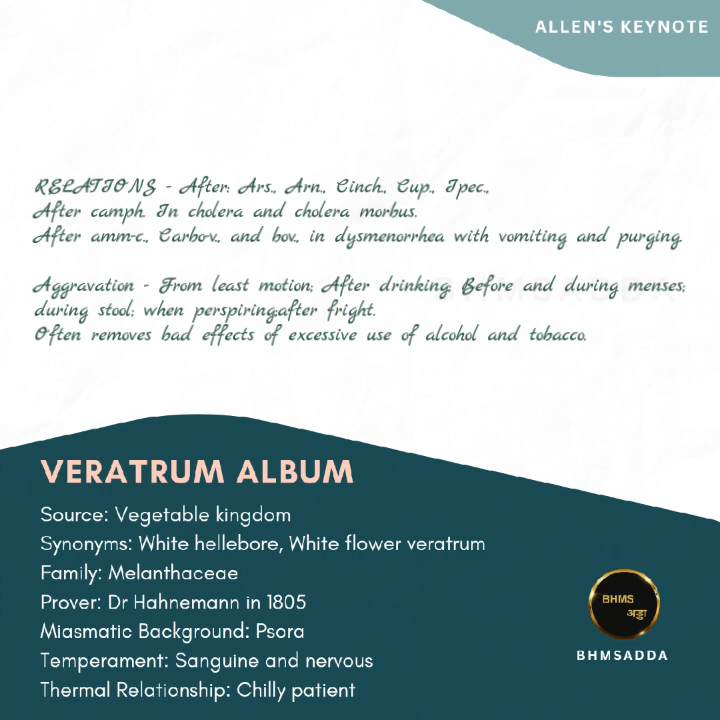 ALLEN'S KEYNOTE
RELATIONS - After: Ars., Arn., Cinch., Cup., Ipec.,
After camph. In cholera and cholera morbus.
After amm-c., Carbo-v., and bov., in dysmenorrhea with vomiting and purging.
Aggravation - From least motion; After drinking; Before and during menses;
during stool; when perspiring;after fright.
Often removes bad effects of excessive use of alcohol and tobacco.
BHMSADDA
VERATRUM ALBUM
Source: Vegetable kingdom
Synonyms: White hellebore, White flower veratrum
Family: Melanthaceae
Prover: Dr Hahnemann in 1805
Miasmatic Background: Psora
Temperament: Sanguine and nervous
Thermal Relationship: Chilly patient
BHMS
अड्डा
BHMSADDA